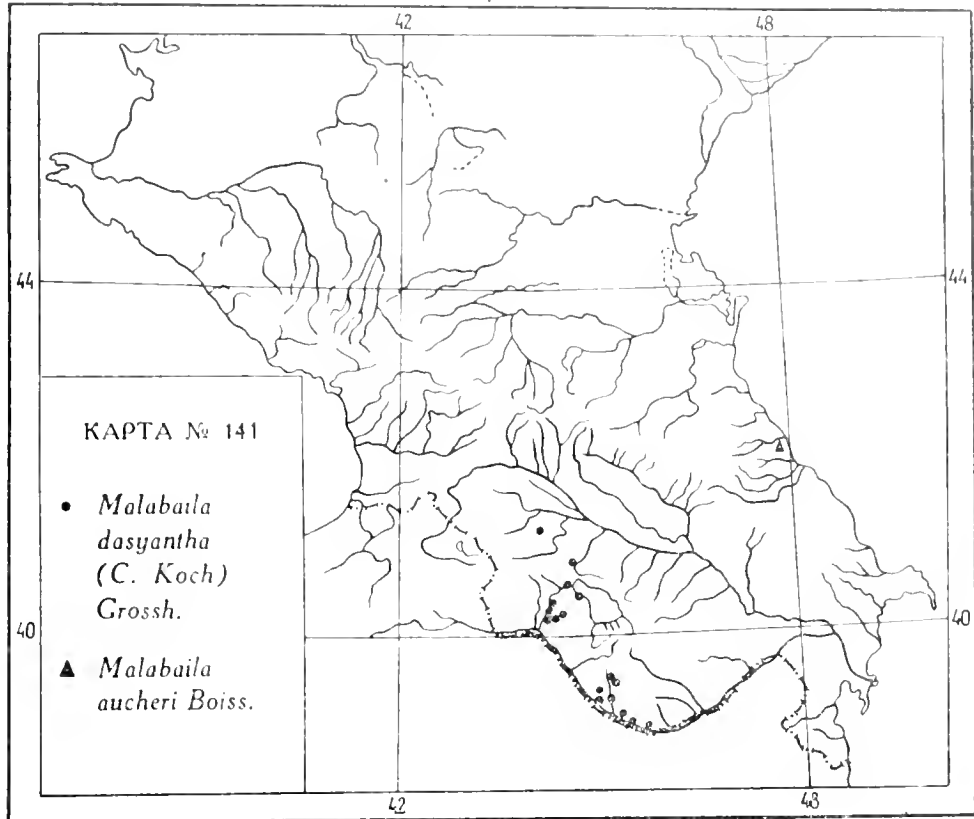 42 48
44 44
КАРТА № 141
Malabaila
dasyantha
(C. Koch)
Grossh.
40 40
Malabaila
aucheri Boiss.
42 48